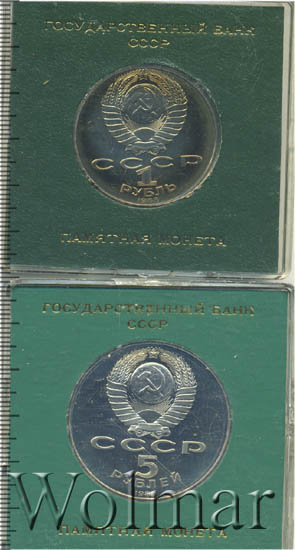 ГОСУДАРСТВЕННЫЙ БАНК
СССР
СССР
1
РУБЛЬ
ПАМЯТНАЯ МОНЕТА
ГОСУДАРСТВЕННЫЙ БАНК
СССР
СССР
5
РУБЛЕЙ
Wolmar
ПАМЯТНАЯ МОНЕТА